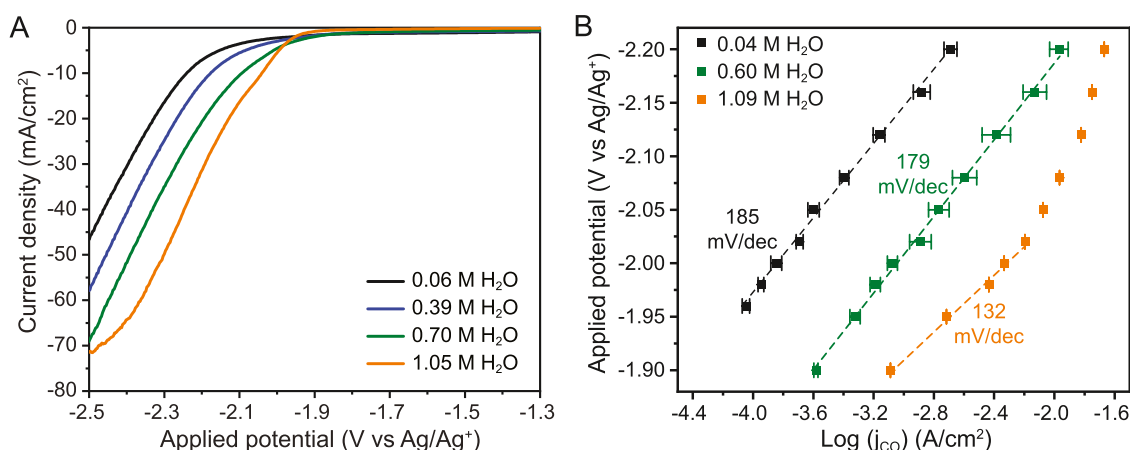 A
Current density (mA/cm²)
0
-10
-20
-30
-40
-50
-60
-70
-80
-2.5
-2.3
-2.1
-1.9
-1.7
-1.5
-1.3
Applied potential (V vs Ag/Ag⁺)
0.06 M H₂O
0.39 M H₂O
0.70 M H₂O
1.05 M H₂O
B
Applied potential (V vs Ag/Ag⁺)
-2.20
-2.15
-2.10
-2.05
-2.00
-1.95
-1.90
0.04 M H₂O
0.60 M H₂O
1.09 M H₂O
179
mV/dec
185
mV/dec
132
mV/dec
-4.4
-4.0
-3.6
-3.2
-2.8
-2.4
-2.0
-1.6
Log (j_CO) (A/cm²)